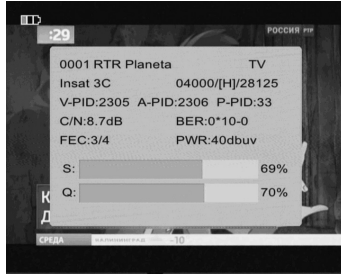 :29
РОССИЯ РТР
0001 RTR Planeta TV
Insat 3C 04000/[H]/28125
V-PID:2305 A-PID:2306 P-PID:33
C/N:8.7dB BER:0*10-0
FEC:3/4 PWR:40dbuv
S: 69%
Q: 70%
К
Д
СРЕДА КАЛИНИНГРАД -10